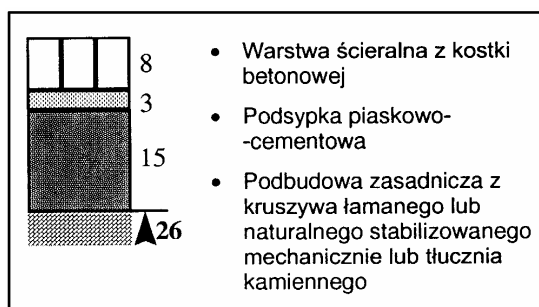 8
3
15
26
• Warstwa ścieralna z kostki
betonowej
• Podsypka piaskowo-
-cementowa
• Podbudowa zasadnicza z
kruszywa łamanego lub
naturalnego stabilizowanego
mechanicznie lub tłucznia
kamiennego